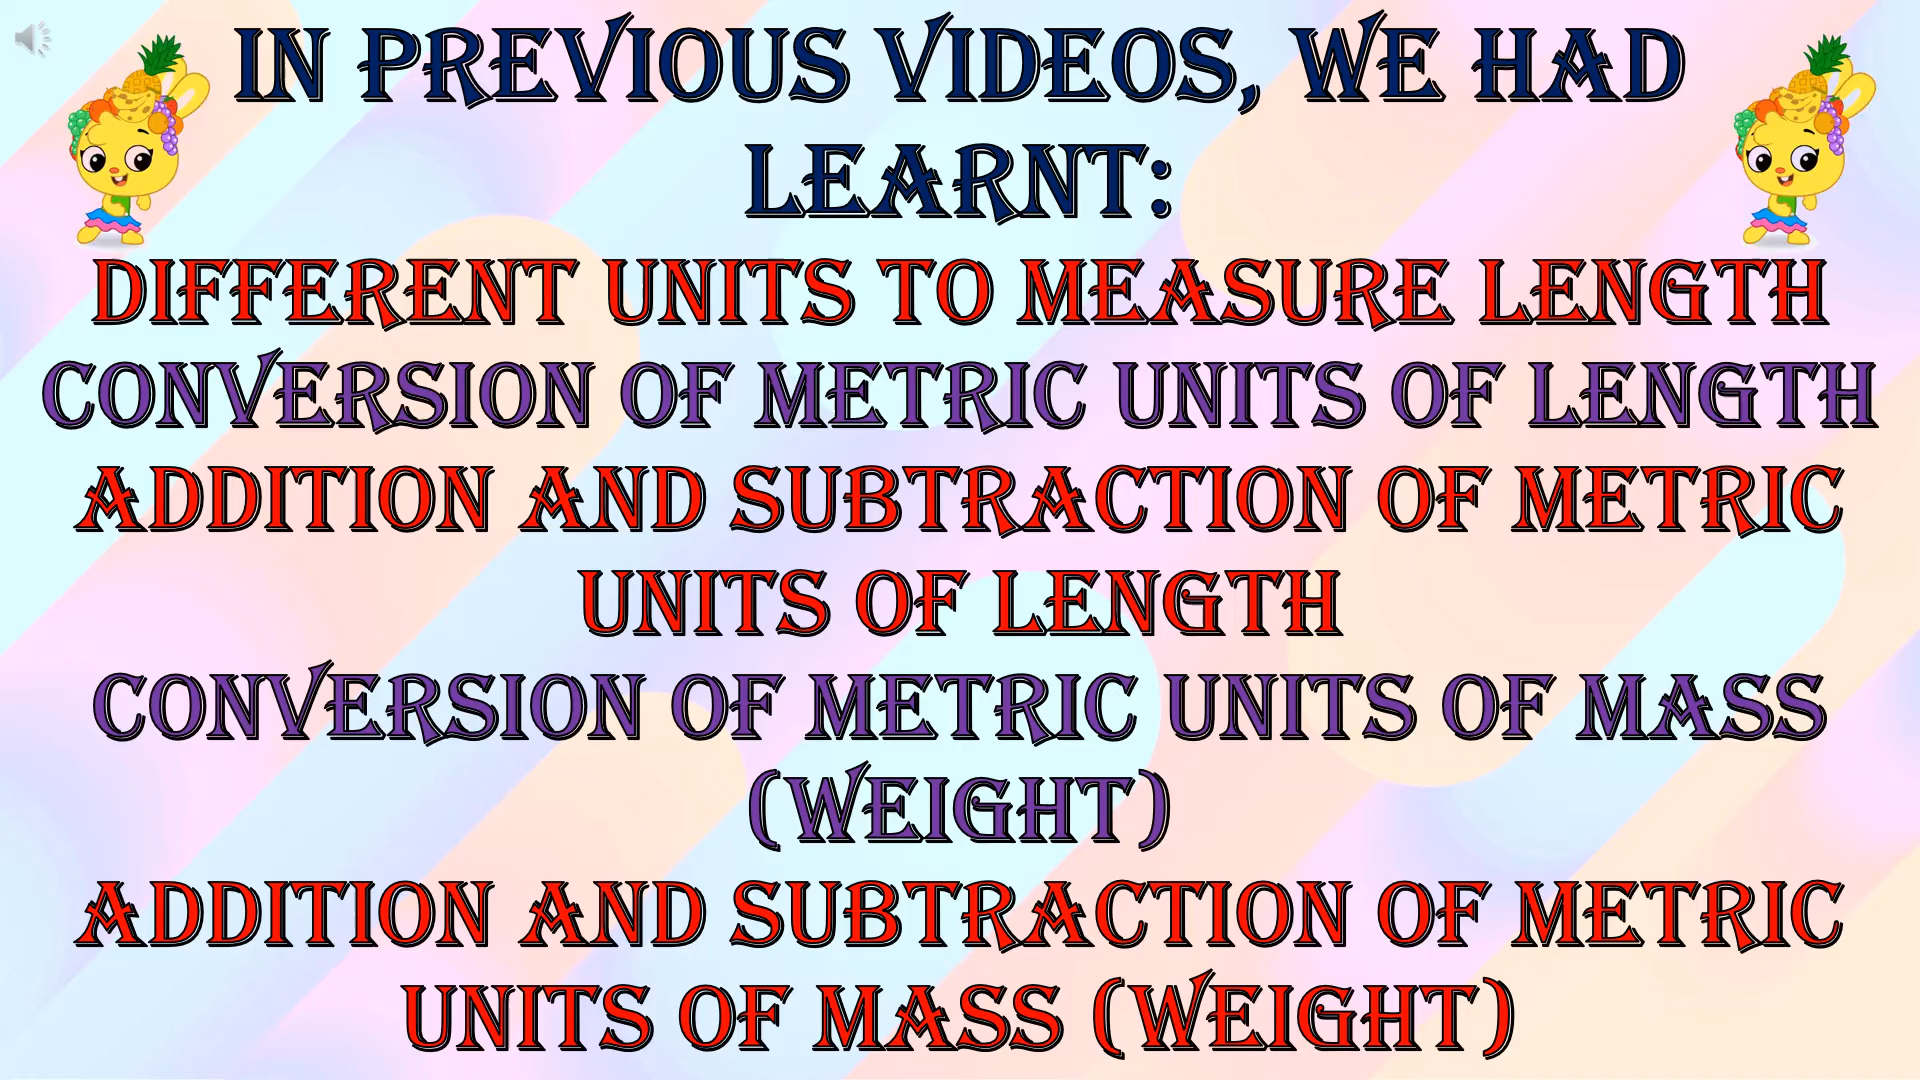 IN PREVIOUS VIDEOS, WE HAD
LEARNT:
DIFFERENT UNITS TO MEASURE LENGTH
CONVERSION OF METRIC UNITS OF LENGTH
ADDITION AND SUBTRACTION OF METRIC
UNITS OF LENGTH
CONVERSION OF METRIC UNITS OF MASS
(WEIGHT)
ADDITION AND SUBTRACTION OF METRIC
UNITS OF MASS (WEIGHT)